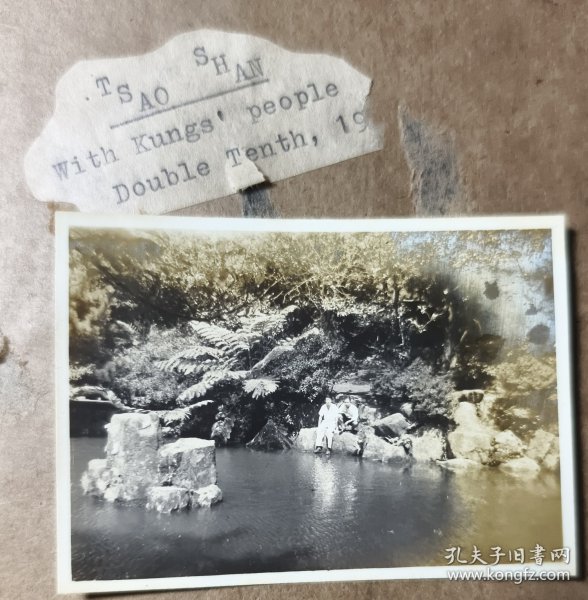 TSAO SHAN
With Kungs' people
Double Tenth, 19
孔夫子旧书网
www.kongfz.com